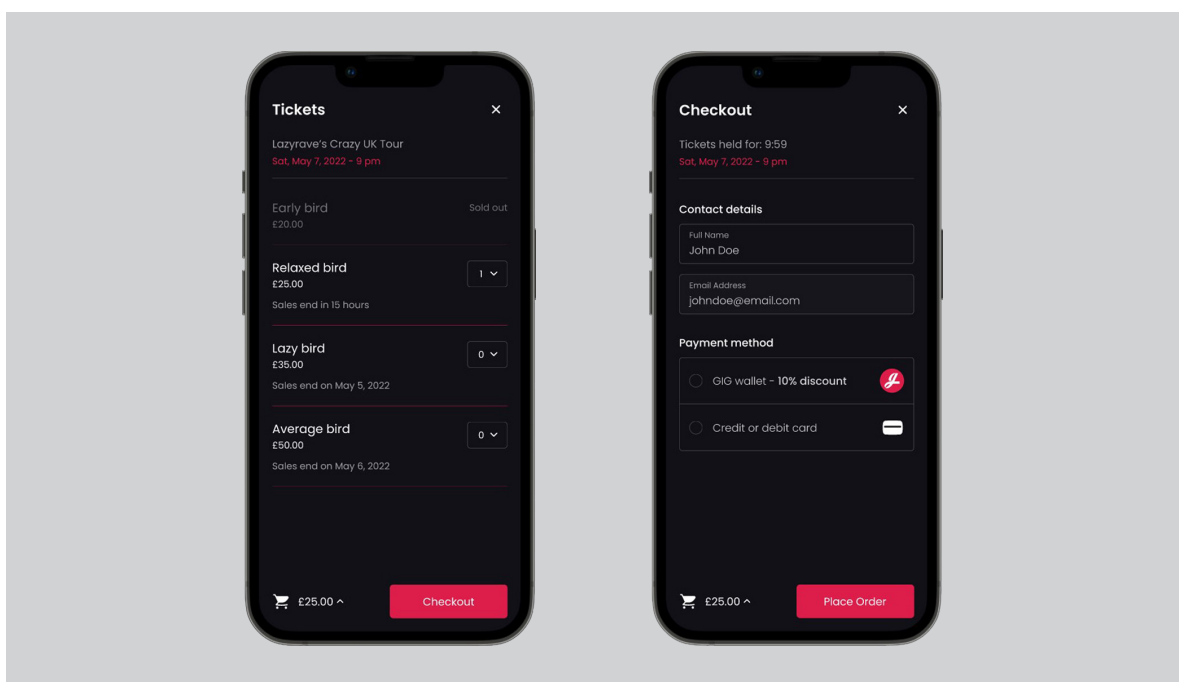 Tickets
Lazyrave's Crazy UK Tour
Sat, May 7, 2022 - 9 pm
Early bird
Sold out
£20.00
Relaxed bird
£25.00
1
Sales end in 15 hours
Lazy bird
£35.00
0
Sales end on May 5, 2022
Average bird
£50.00
0
Sales end on May 6, 2022
£25.00
Checkout
Checkout
Tickets held for: 9:59
Sat, May 7, 2022 - 9 pm
Contact details
Full Name
John Doe
Email Address
johndoe@email.com
Payment method
GIG wallet - 10% discount
Credit or debit card
£25.00
Place Order